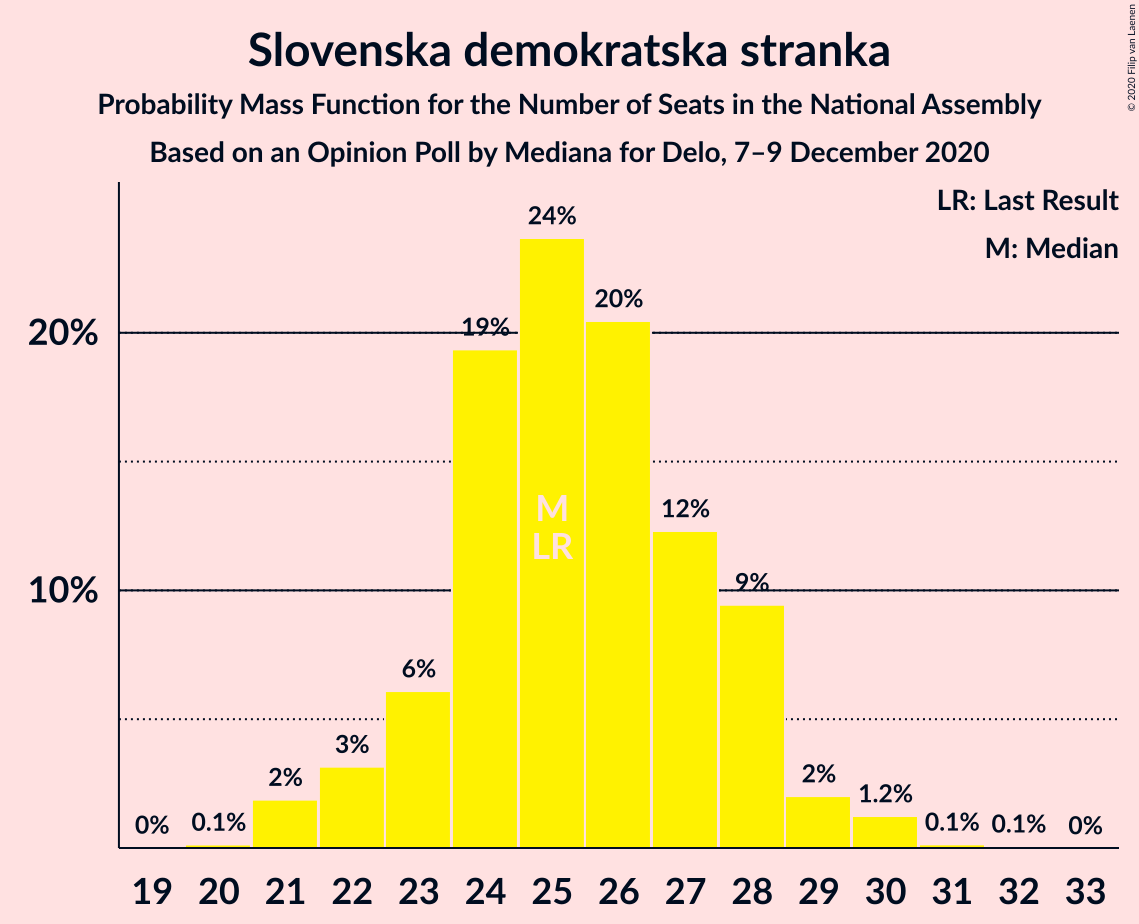 Slovenska demokratska stranka
Probability Mass Function for the Number of Seats in the National Assembly
Based on an Opinion Poll by Mediana for Delo, 7–9 December 2020
© 2020 Filip van Laenen
LR: Last Result
M: Median
20%
10%
0%
0.1%
2%
3%
6%
19%
24%
20%
12%
9%
2%
1.2%
0.1%
0.1%
0%
M
LR
19 20 21 22 23 24 25 26 27 28 29 30 31 32 33